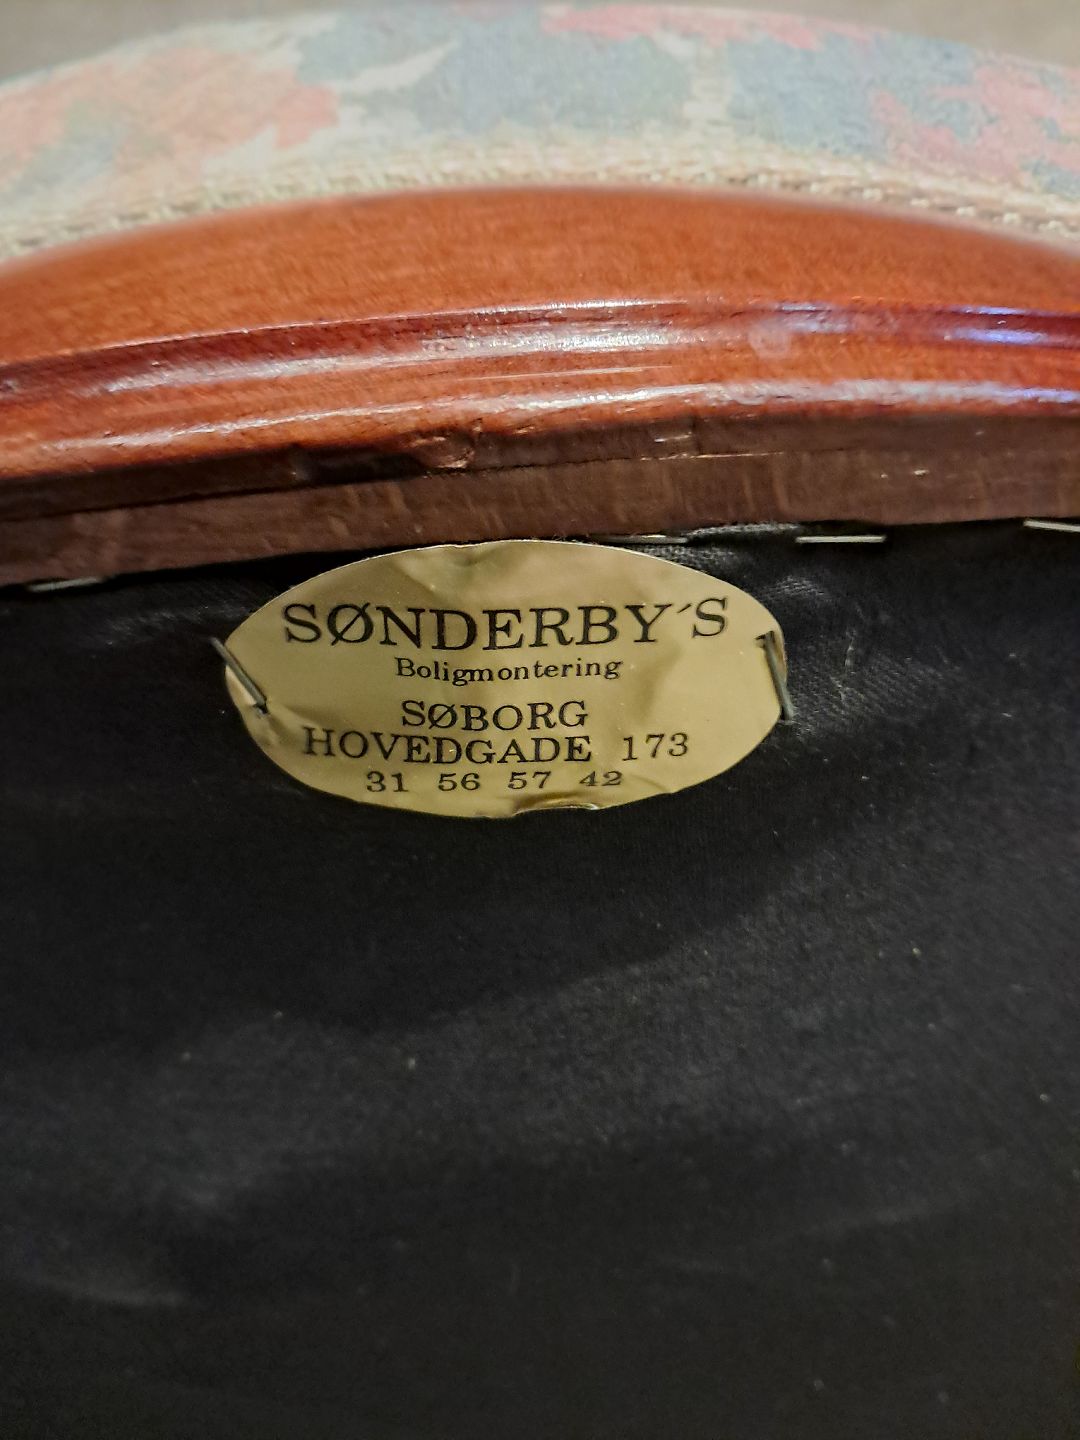 SØNDERBY´S
Boligmontering
SØBORG
HOVEDGADE 173
31 56 57 42